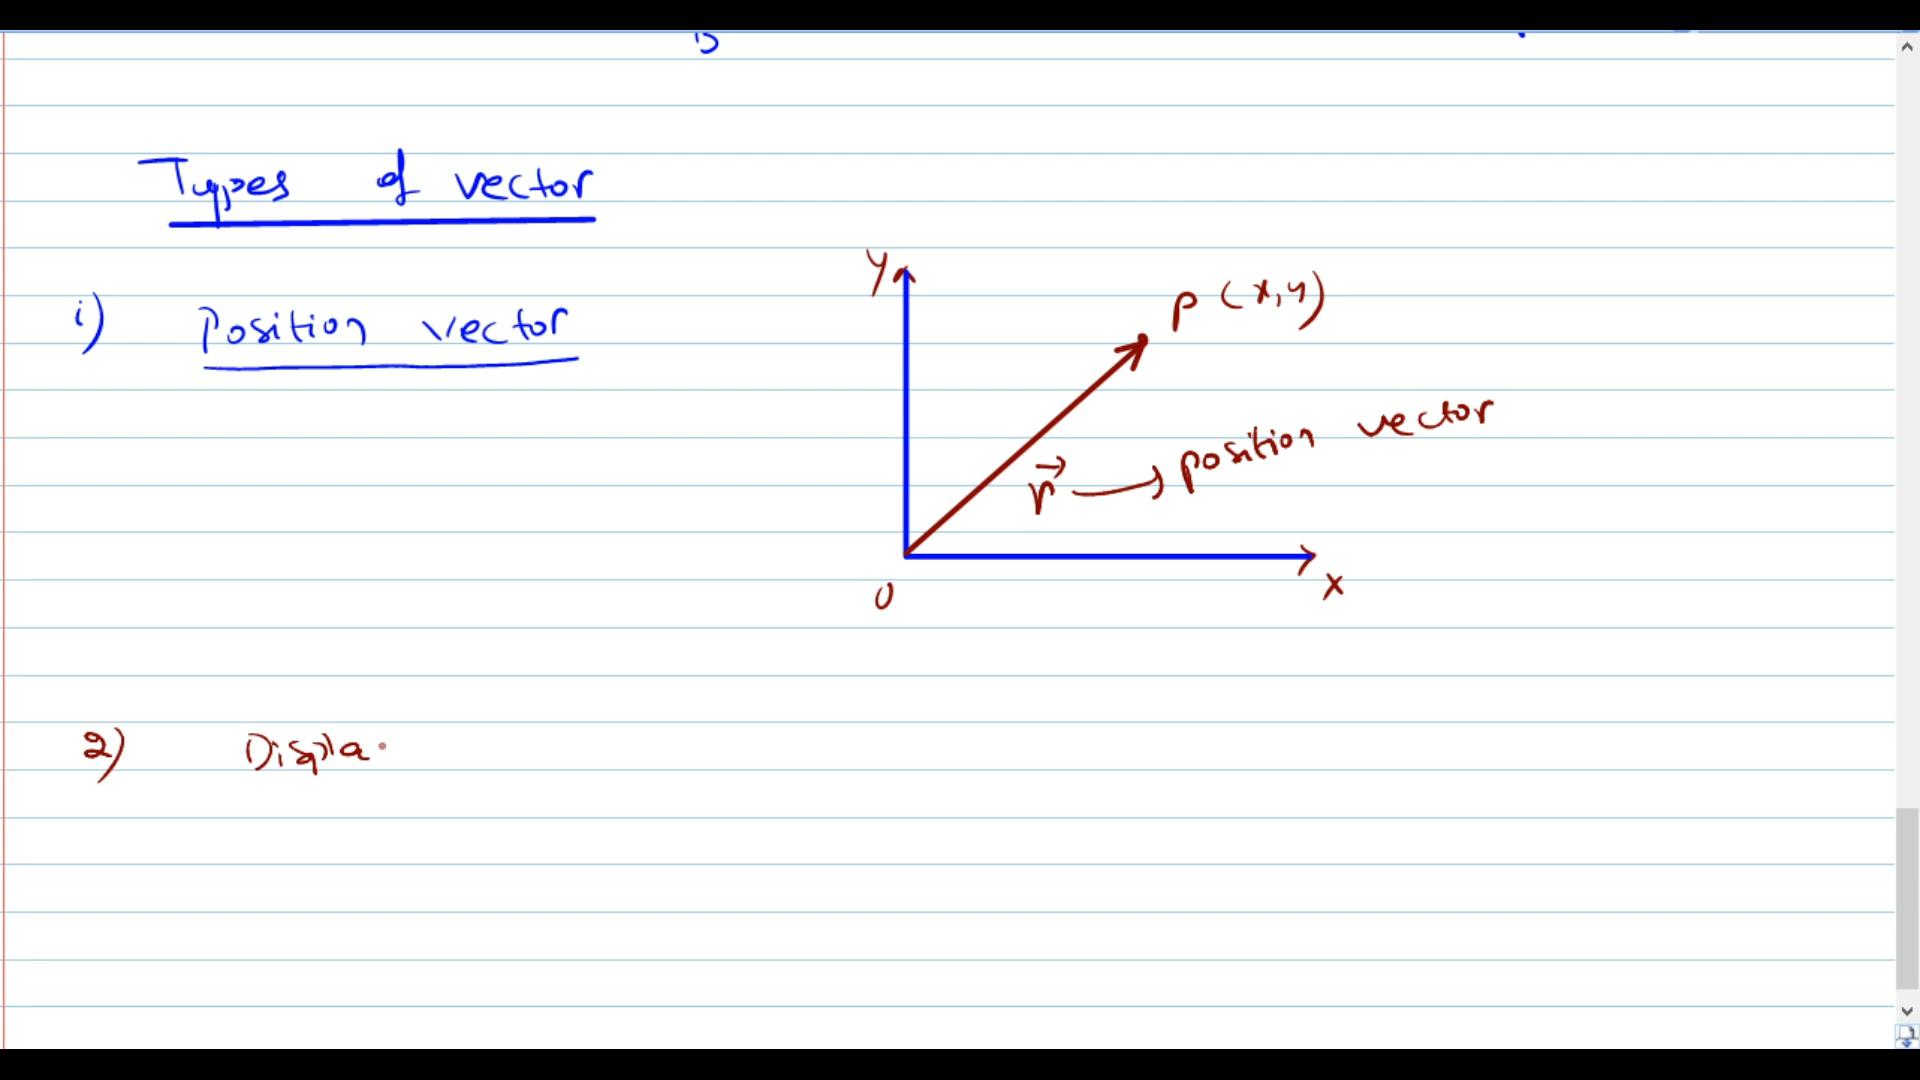 Types of vector
i) Position vector
y
P (x,y)
r⃗ → position vector
O
x
2) Displa